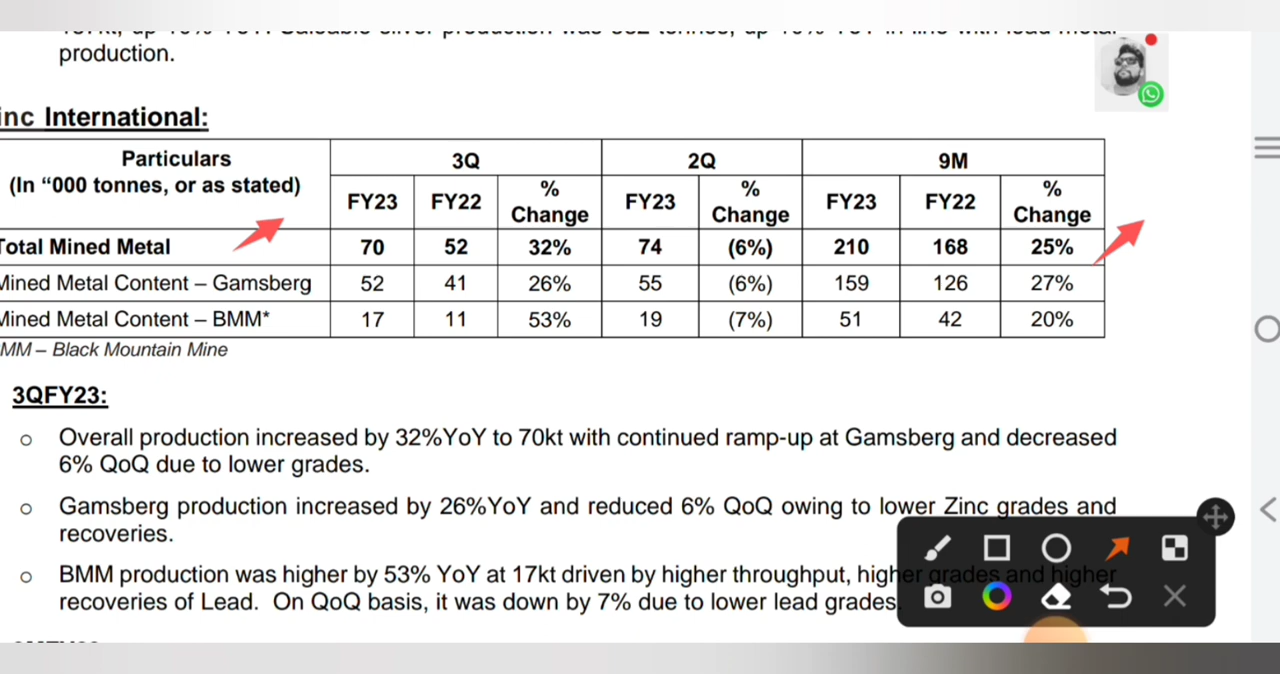 production.
inc International:
Particulars
(In “000 tonnes, or as stated)
3Q
2Q
9M
FY23 FY22 % Change FY23 % Change FY23 FY22 % Change
Total Mined Metal 70 52 32% 74 (6%) 210 168 25%
Mined Metal Content – Gamsberg 52 41 26% 55 (6%) 159 126 27%
Mined Metal Content – BMM* 17 11 53% 19 (7%) 51 42 20%
MM – Black Mountain Mine
3QFY23:
o Overall production increased by 32%YoY to 70kt with continued ramp-up at Gamsberg and decreased
6% QoQ due to lower grades.
o Gamsberg production increased by 26%YoY and reduced 6% QoQ owing to lower Zinc grades and
recoveries.
o BMM production was higher by 53% YoY at 17kt driven by higher throughput, higher grades and higher
recoveries of Lead. On QoQ basis, it was down by 7% due to lower lead grades.